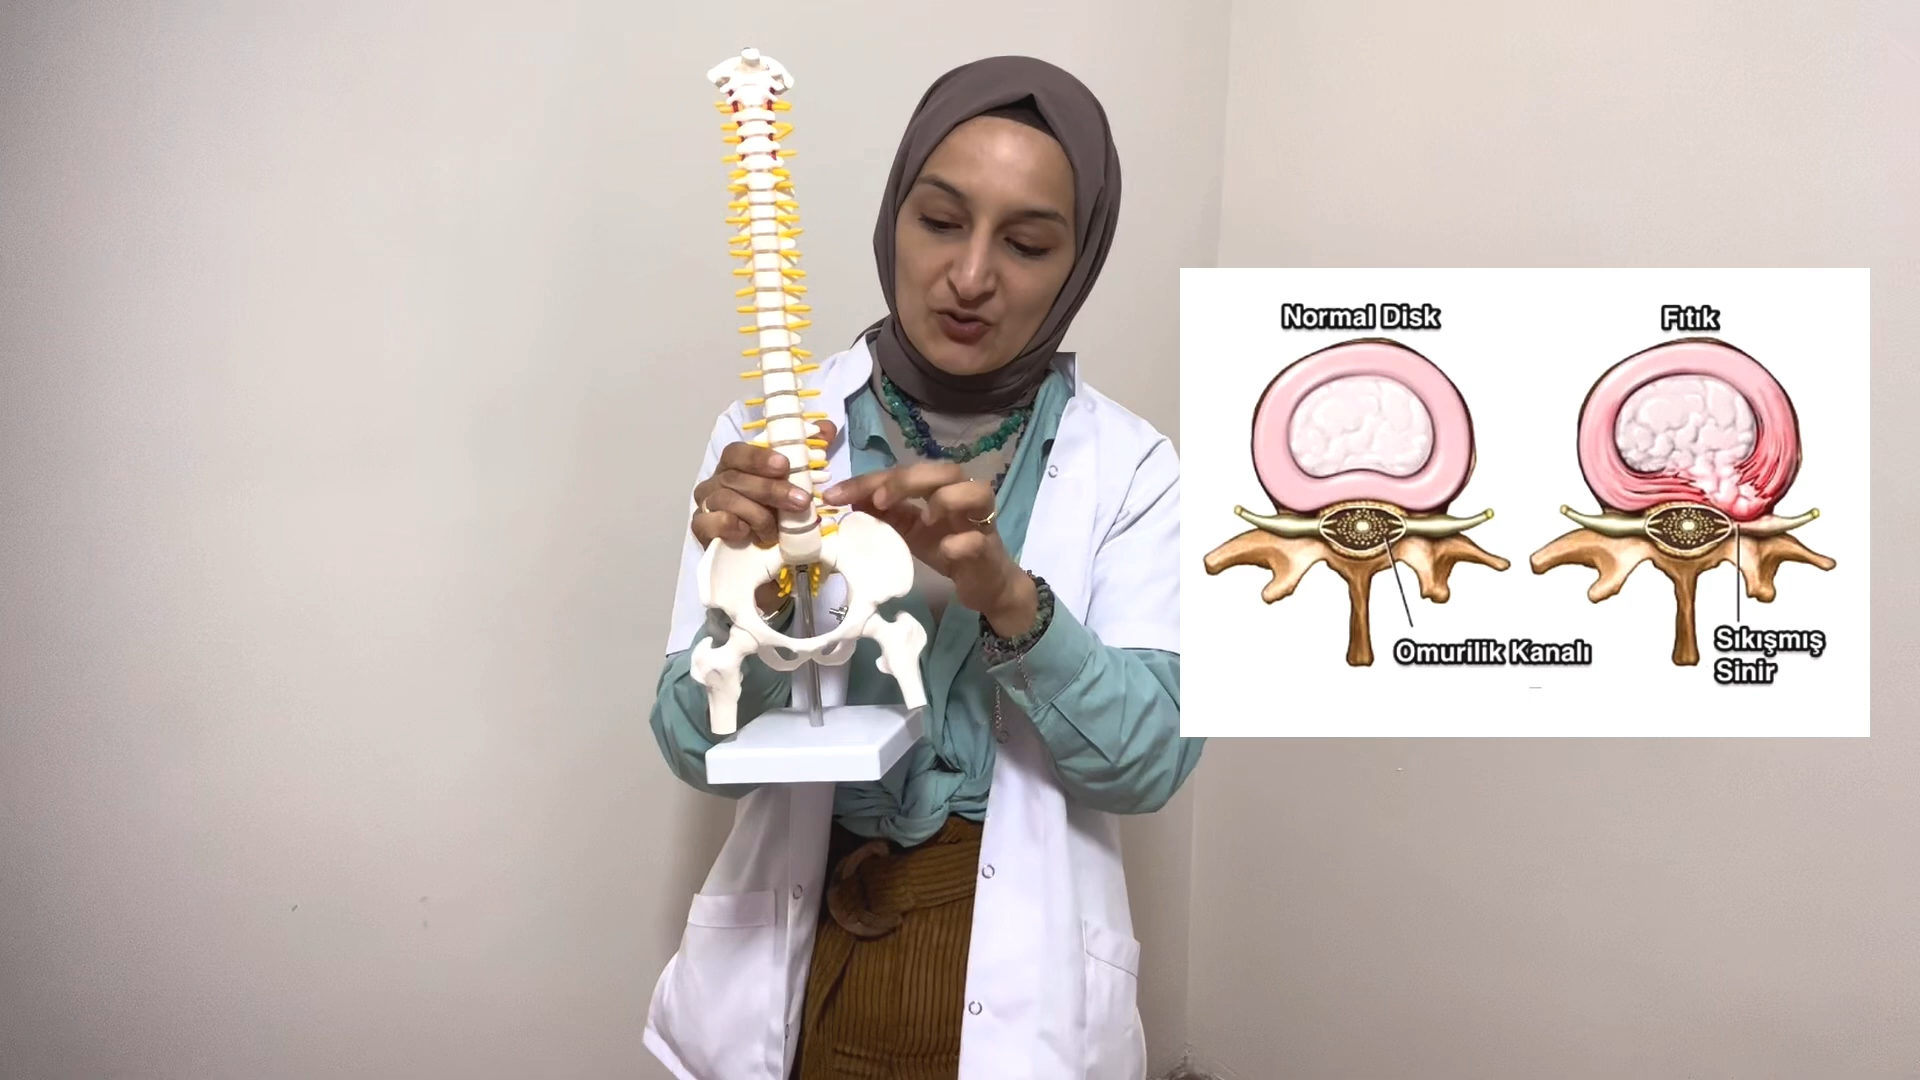 Normal Disk
Fıtık
Omurilik Kanalı
Sıkışmış
Sinir